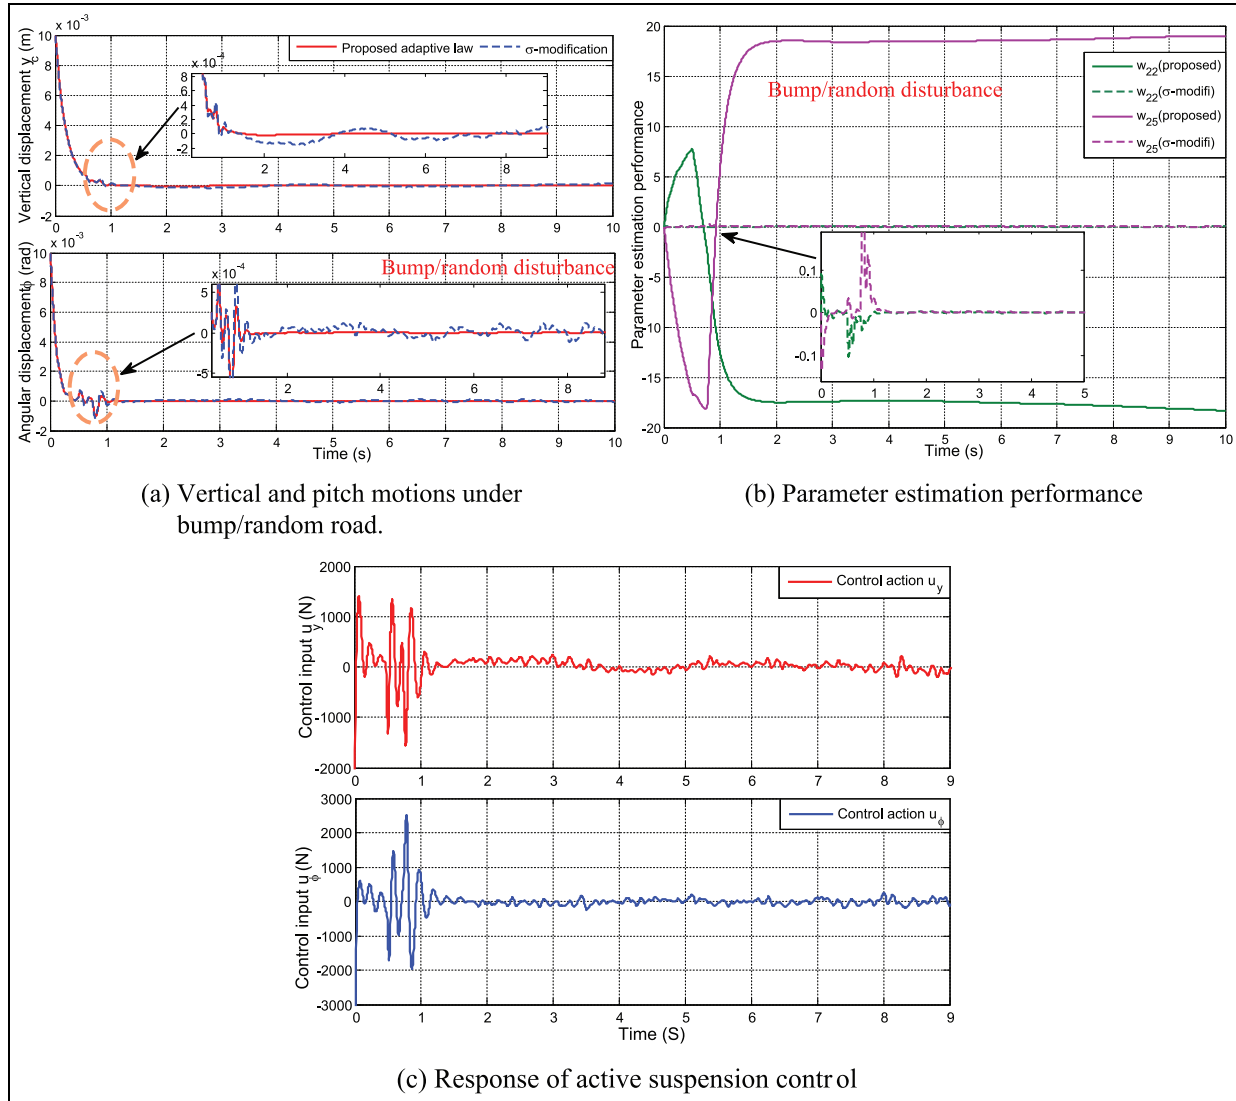 x 10⁻³
10
8
6
4
2
0
-2
Vertical displacement y_c (m)
Proposed adaptive law
σ-modification
x 10⁻⁴
8
6
4
2
0
-2
2 4 6 8
0 1 2 3 4 5 6 7 8 9 10
x 10⁻³
10
8
6
4
2
0
-2
Angular displacement ϕ (rad)
Bump/random disturbance
x 10⁻⁴
5
0
-5
2 4 6 8
0 1 2 3 4 5 6 7 8 9 10
Time (s)
(a) Vertical and pitch motions under
bump/random road.
20
15
10
5
0
-5
-10
-15
-20
Parameter estimation performance
Bump/random disturbance
w₂₂(proposed)
w₂₂(σ-modifi)
w₂₅(proposed)
w₂₅(σ-modifi)
0.1
0
-0.1
0 1 2 3 4 5
0 1 2 3 4 5 6 7 8 9 10
Time (s)
(b) Parameter estimation performance
2000
1000
0
-1000
-2000
Control input u_y (N)
Control action u_y
0 1 2 3 4 5 6 7 8 9
3000
2000
1000
0
-1000
-2000
3000
Control input u_ϕ (N)
Control action u_ϕ
0 1 2 3 4 5 6 7 8 9
Time (S)
(c) Response of active suspension control